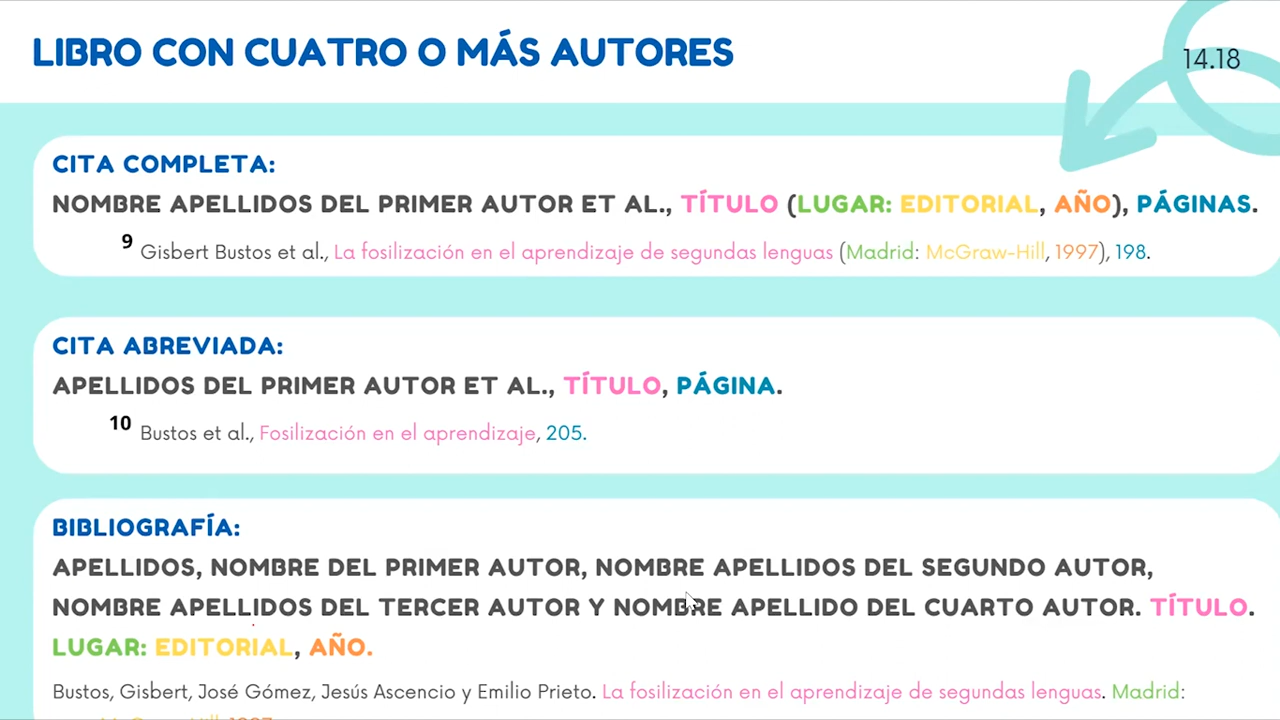 LIBRO CON CUATRO O MÁS AUTORES
14.18
CITA COMPLETA:
NOMBRE APELLIDOS DEL PRIMER AUTOR ET AL., TÍTULO (LUGAR: EDITORIAL, AÑO), PÁGINAS.
9 Gisbert Bustos et al., La fosilización en el aprendizaje de segundas lenguas (Madrid: McGraw-Hill, 1997), 198.
CITA ABREVIADA:
APELLIDOS DEL PRIMER AUTOR ET AL., TÍTULO, PÁGINA.
10 Bustos et al., Fosilización en el aprendizaje, 205.
BIBLIOGRAFÍA:
APELLIDOS, NOMBRE DEL PRIMER AUTOR, NOMBRE APELLIDOS DEL SEGUNDO AUTOR,
NOMBRE APELLIDOS DEL TERCER AUTOR Y NOMBRE APELLIDO DEL CUARTO AUTOR. TÍTULO.
LUGAR: EDITORIAL, AÑO.
Bustos, Gisbert, José Gómez, Jesús Ascencio y Emilio Prieto. La fosilización en el aprendizaje de segundas lenguas. Madrid: